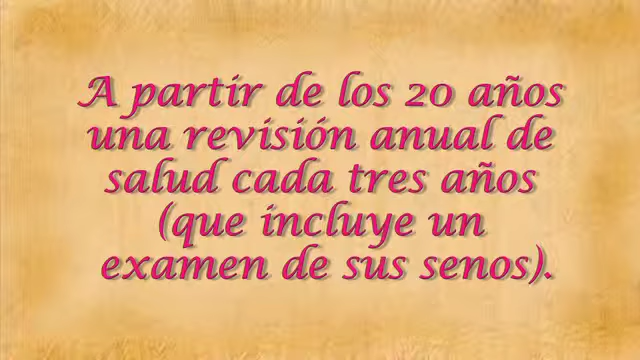 A partir de los 20 años
una revisión anual de
salud cada tres años
(que incluye un
examen de sus senos).